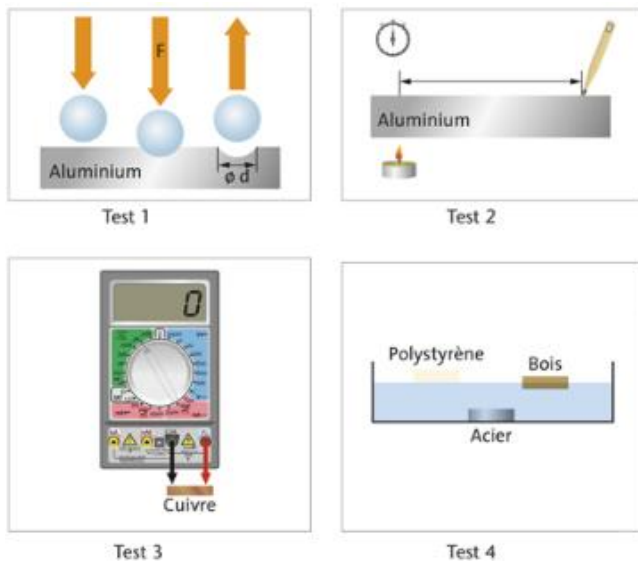 F
Aluminium
ø d
Test 1
Aluminium
Test 2
0
Cuivre
Test 3
Polystyrène
Bois
Acier
Test 4